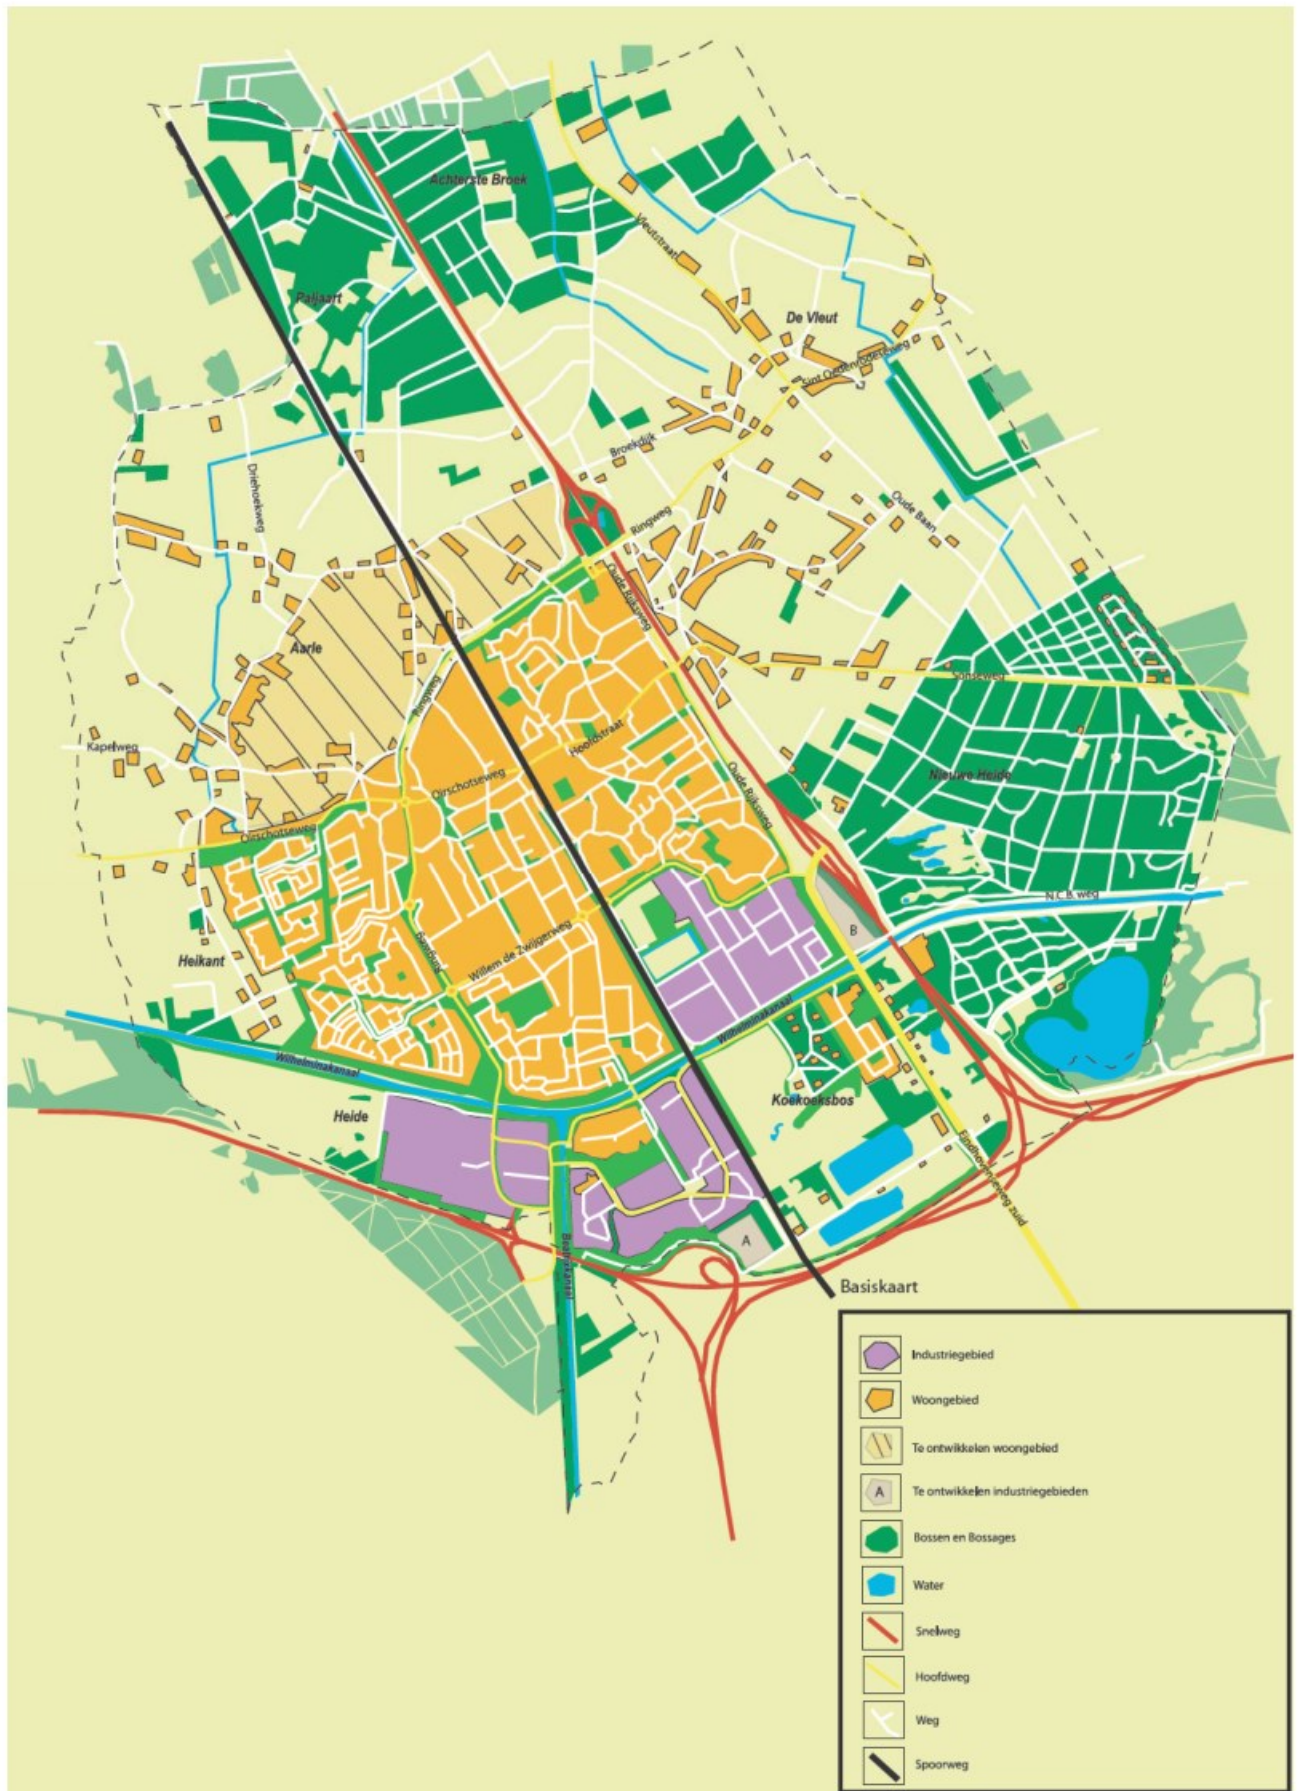 Achterste Broek
Vleutstraat
Paljaart
De Vleut
Sint Oedenrodeseweg
Broekdijk
Driehoekweg
Oude Baan
Ringweg
Oude Rijksweg
Aarle
Sonseweg
Ringweg
Hoofdstraat
Kapelweg
Oirschotseweg
Nieuwe Heide
Oude Rijksweg
Oirschotseweg
N.C.B. weg
B
Willem de Zwijgerweg
Heikant
Wilhelminakanaal
Wilhelminakanaal
Koekoeksbos
Heide
Eindhovenseweg zuid
A
Beatrixkanaal
Basiskaart
Industriegebied
Woongebied
Te ontwikkelen woongebied
A
Te ontwikkelen industriegebieden
Bossen en Bossages
Water
Snelweg
Hoofdweg
Weg
Spoorweg